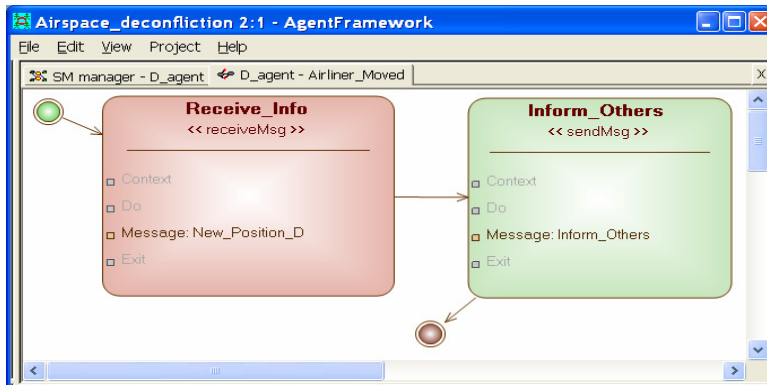 Airspace_deconfliction 2:1 - AgentFramework
File Edit View Project Help
SM manager - D_agent D_agent - Airliner_Moved X
Receive_Info
<< receiveMsg >>
Context
Do
Message: New_Position_D
Exit
Inform_Others
<< sendMsg >>
Context
Do
Message: Inform_Others
Exit